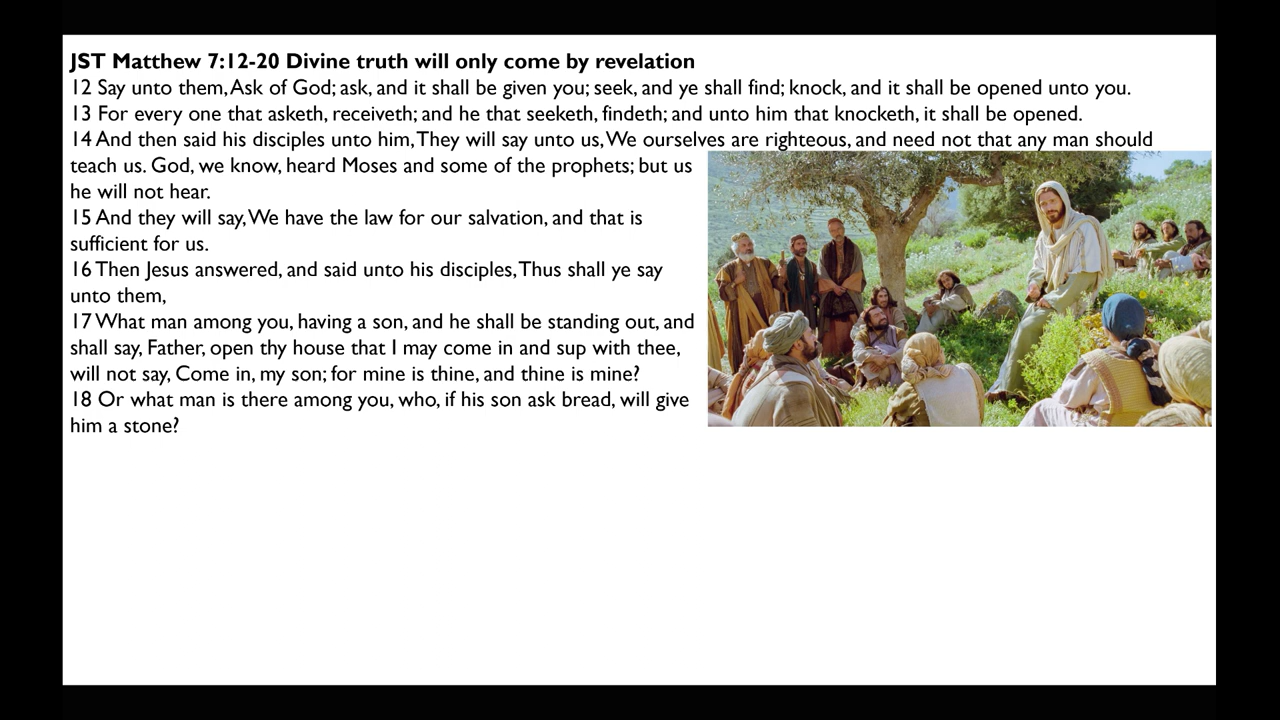 JST Matthew 7:12-20 Divine truth will only come by revelation
12 Say unto them, Ask of God; ask, and it shall be given you; seek, and ye shall find; knock, and it shall be opened unto you.
13 For every one that asketh, receiveth; and he that seeketh, findeth; and unto him that knocketh, it shall be opened.
14 And then said his disciples unto him, They will say unto us, We ourselves are righteous, and need not that any man should
teach us. God, we know, heard Moses and some of the prophets; but us
he will not hear.
15 And they will say, We have the law for our salvation, and that is
sufficient for us.
16 Then Jesus answered, and said unto his disciples, Thus shall ye say
unto them,
17 What man among you, having a son, and he shall be standing out, and
shall say, Father, open thy house that I may come in and sup with thee,
will not say, Come in, my son; for mine is thine, and thine is mine?
18 Or what man is there among you, who, if his son ask bread, will give
him a stone?